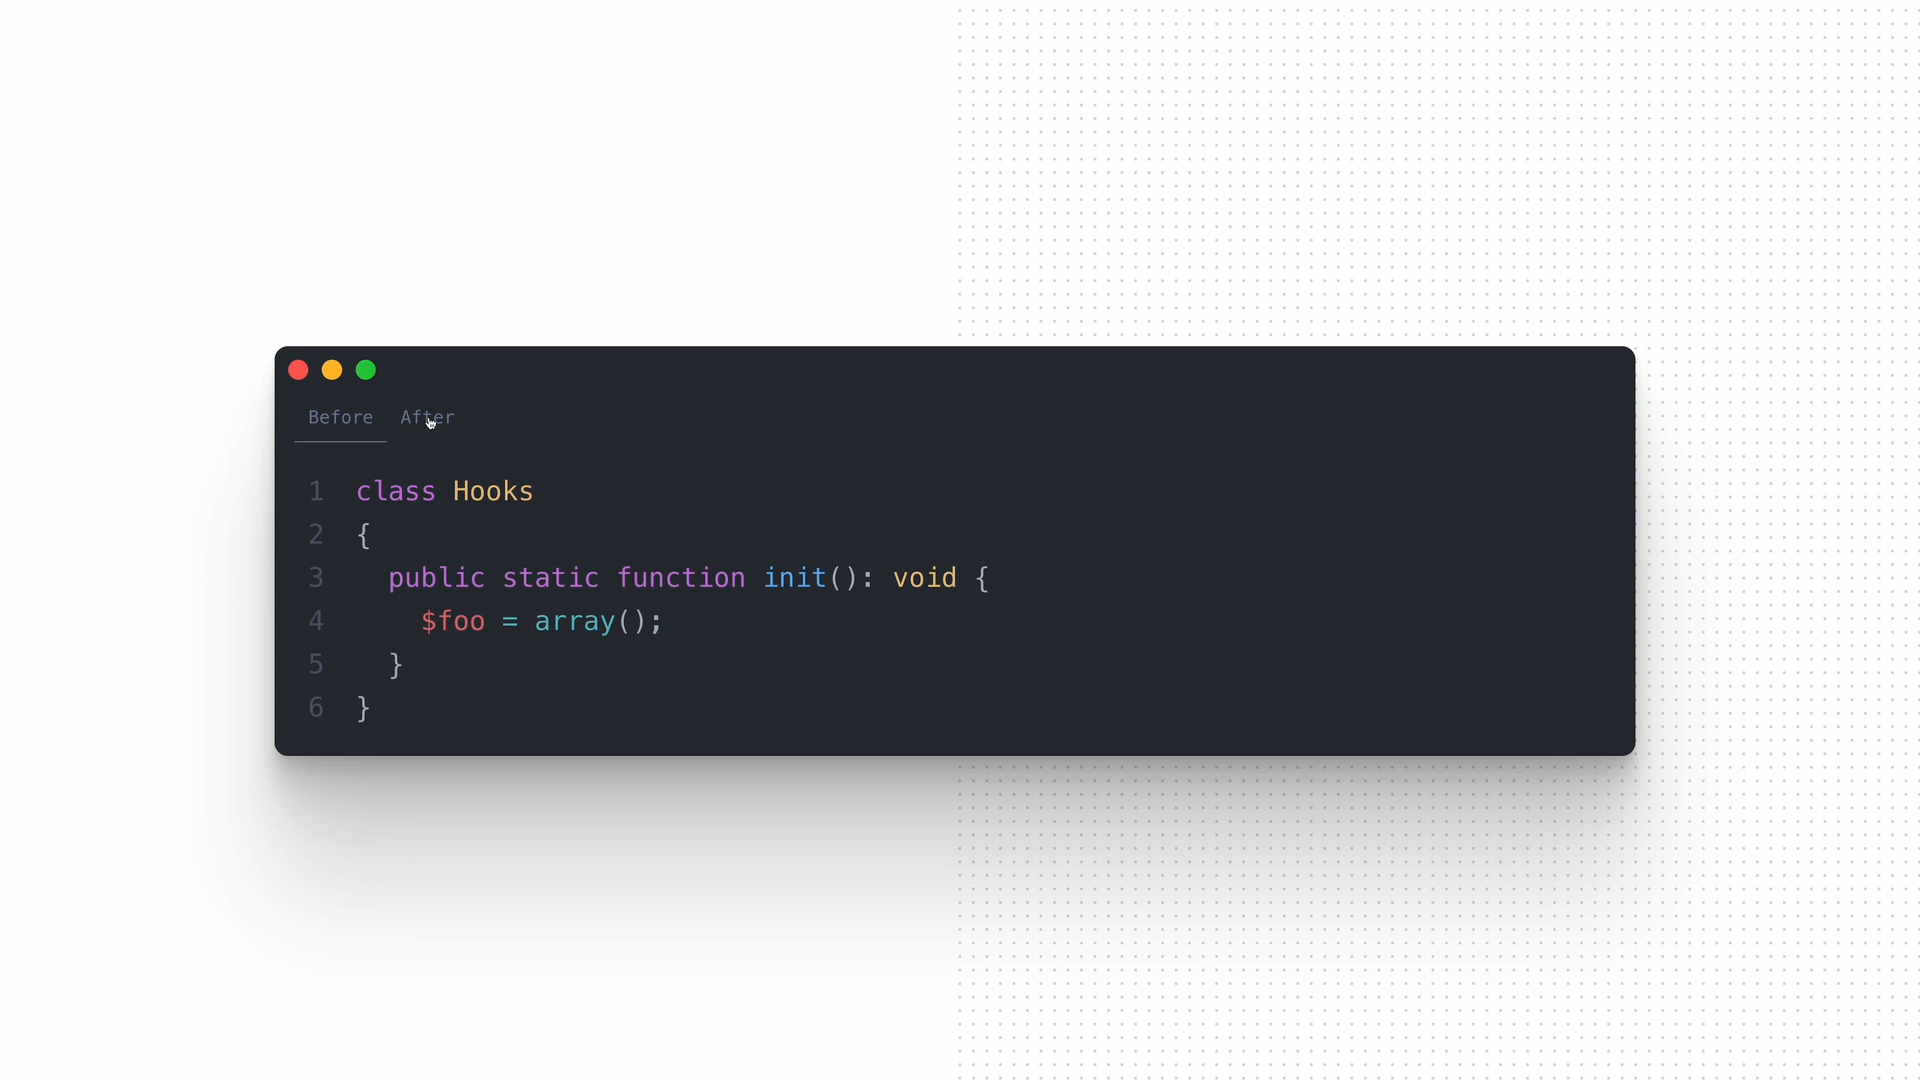 Before After
1 class Hooks
2 {
3   public static function init(): void {
4     $foo = array();
5   }
6 }